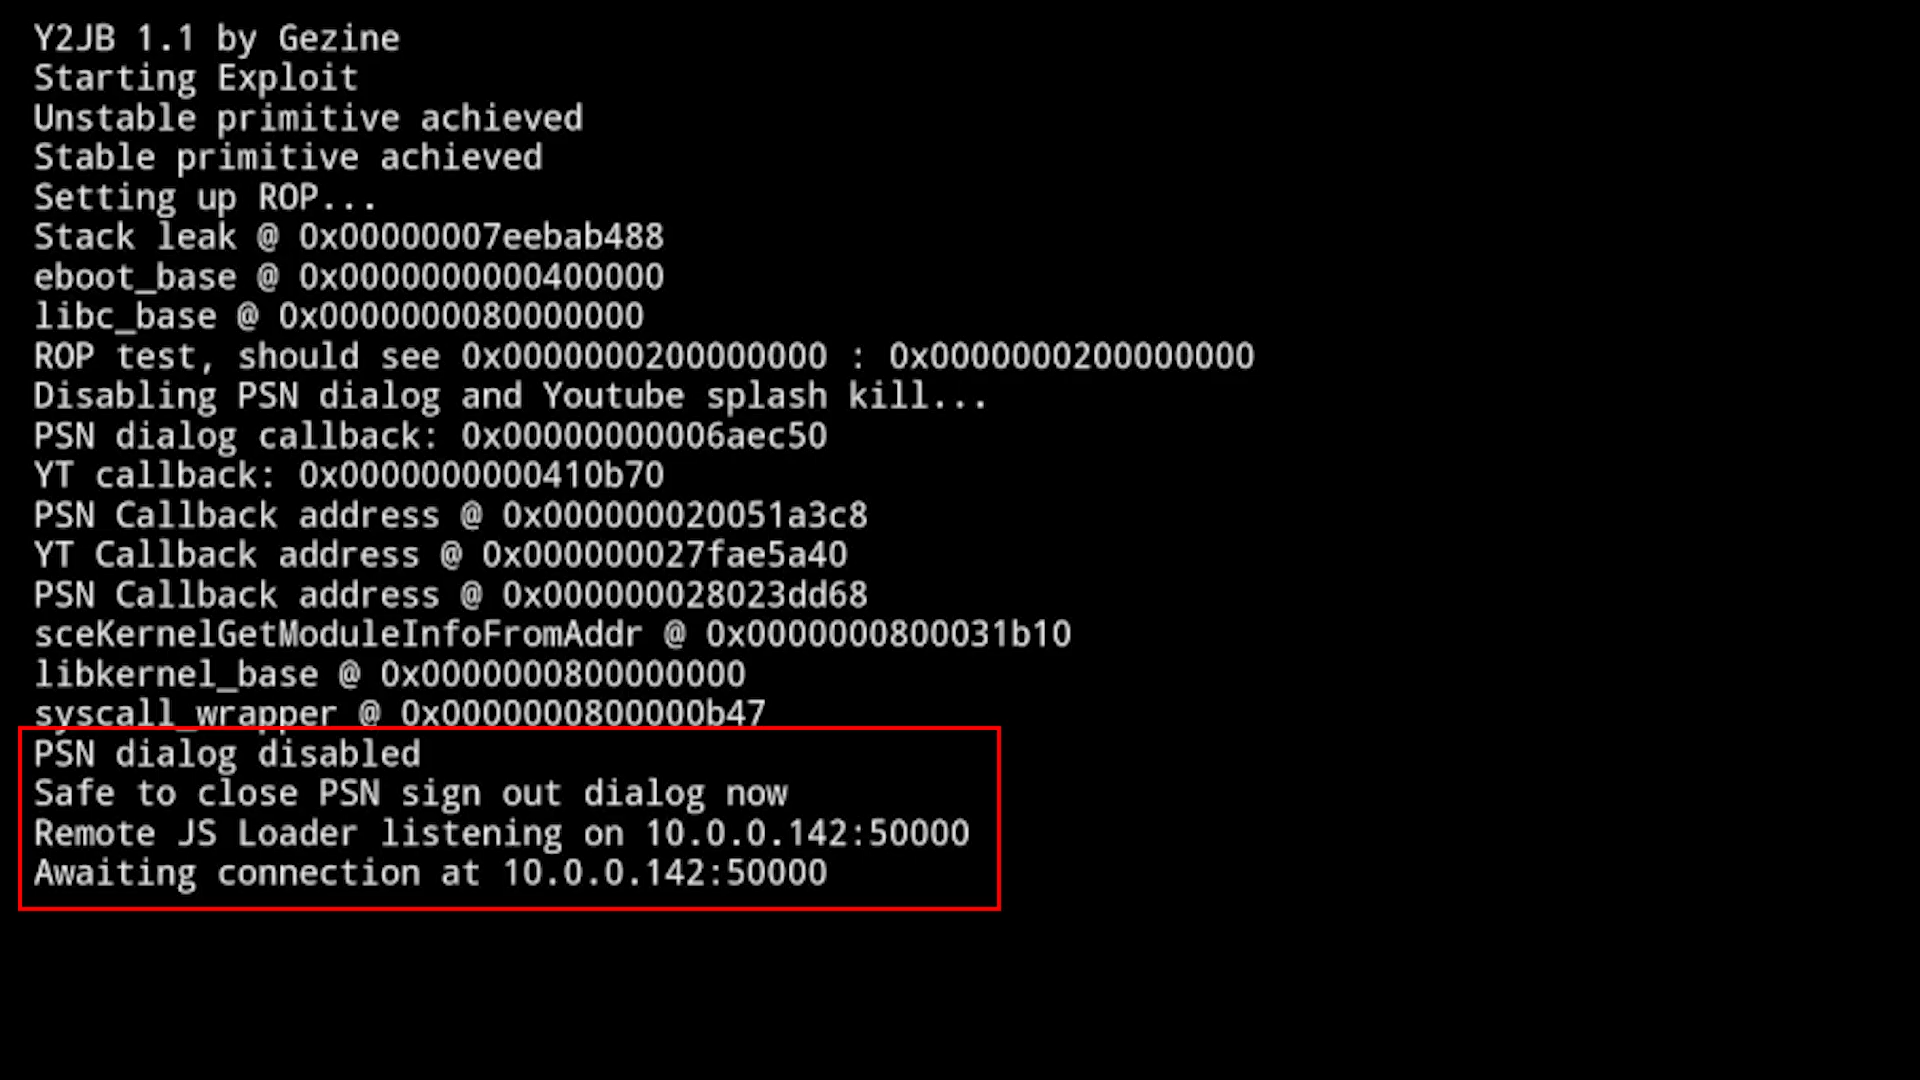 Y2JB 1.1 by Gezine
Starting Exploit
Unstable primitive achieved
Stable primitive achieved
Setting up ROP...
Stack leak @ 0x00000007eebab488
eboot_base @ 0x0000000000400000
libc_base @ 0x0000000080000000
ROP test, should see 0x0000000200000000 : 0x0000000200000000
Disabling PSN dialog and Youtube splash kill...
PSN dialog callback: 0x00000000006aec50
YT callback: 0x0000000000410b70
PSN Callback address @ 0x000000020051a3c8
YT Callback address @ 0x000000027fae5a40
PSN Callback address @ 0x000000028023dd68
sceKernelGetModuleInfoFromAddr @ 0x0000000800031b10
libkernel_base @ 0x0000000800000000
syscall_wrapper @ 0x0000000800000b47
PSN dialog disabled
Safe to close PSN sign out dialog now
Remote JS Loader listening on 10.0.0.142:50000
Awaiting connection at 10.0.0.142:50000